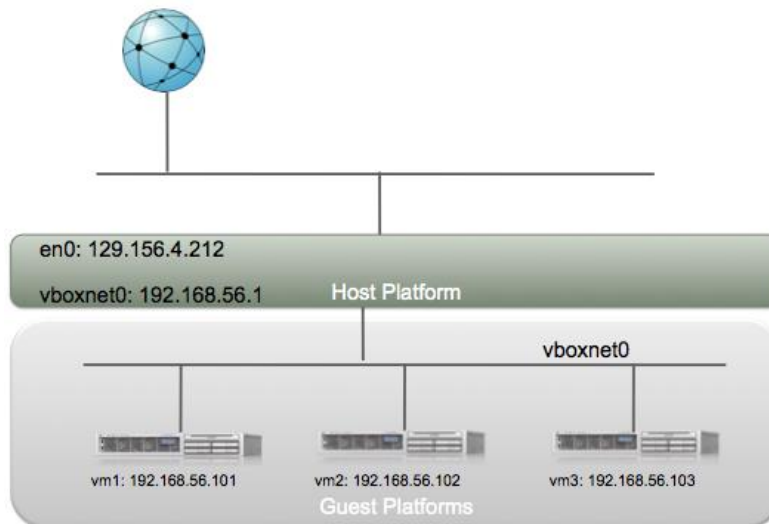 en0: 129.156.4.212
vboxnet0: 192.168.56.1
Host Platform
vboxnet0
vm1: 192.168.56.101
vm2: 192.168.56.102
vm3: 192.168.56.103
Guest Platforms